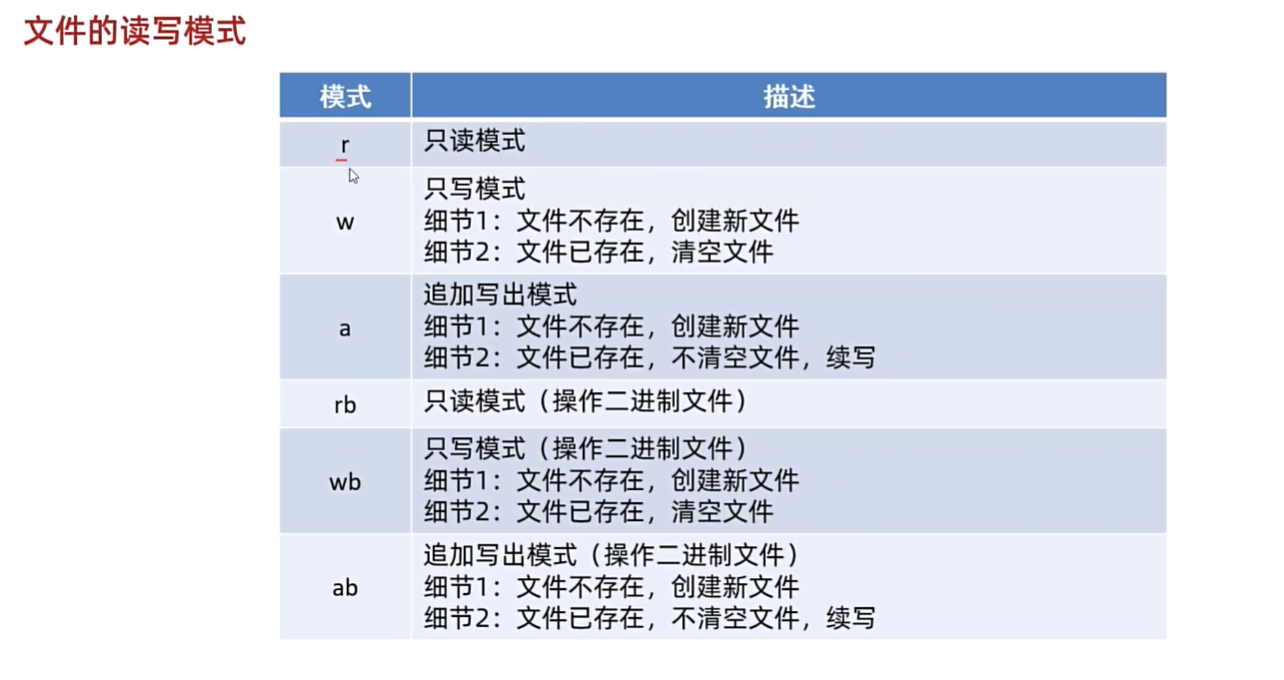 文件的读写模式
模式 描述
r 只读模式
w
只写模式
细节1：文件不存在，创建新文件
细节2：文件已存在，清空文件
a
追加写出模式
细节1：文件不存在，创建新文件
细节2：文件已存在，不清空文件，续写
rb 只读模式（操作二进制文件）
wb
只写模式（操作二进制文件）
细节1：文件不存在，创建新文件
细节2：文件已存在，清空文件
ab
追加写出模式（操作二进制文件）
细节1：文件不存在，创建新文件
细节2：文件已存在，不清空文件，续写